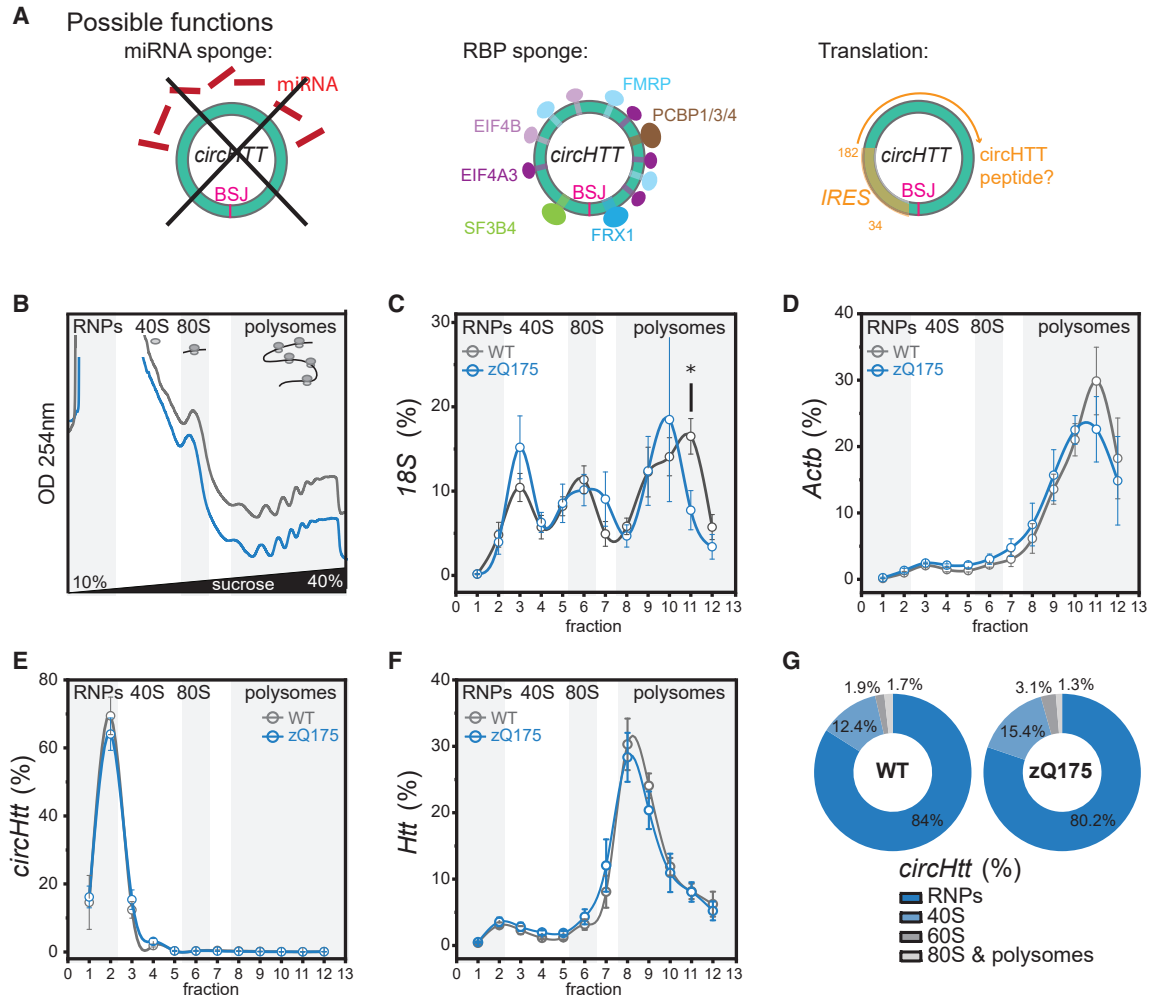 A
Possible functions
miRNA sponge:
RBP sponge:
Translation:
miRNA
circHTT
BSJ
FMRP
PCBP1/3/4
EIF4B
circHTT
EIF4A3
BSJ
SF3B4
FRX1
182
circHTT
circHTT
peptide?
IRES
BSJ
34
B
RNPs 40S 80S polysomes
OD 254nm
10% sucrose 40%
C
RNPs 40S 80S polysomes
WT
zQ175
*
18S (%)
30
20
10
0
0 1 2 3 4 5 6 7 8 9 10 11 12 13
fraction
D
RNPs 40S 80S polysomes
WT
zQ175
Actb (%)
40
30
20
10
0
0 1 2 3 4 5 6 7 8 9 10 11 12 13
fraction
E
RNPs 40S 80S polysomes
WT
zQ175
circHtt (%)
80
60
40
20
0
0 1 2 3 4 5 6 7 8 9 10 11 12 13
fraction
F
RNPs 40S 80S polysomes
WT
zQ175
Htt (%)
40
30
20
10
0
0 1 2 3 4 5 6 7 8 9 10 11 12 13
fraction
G
1.9% 1.7%
12.4%
WT
84%
3.1% 1.3%
15.4%
zQ175
80.2%
circHtt (%)
RNPs
40S
60S
80S & polysomes